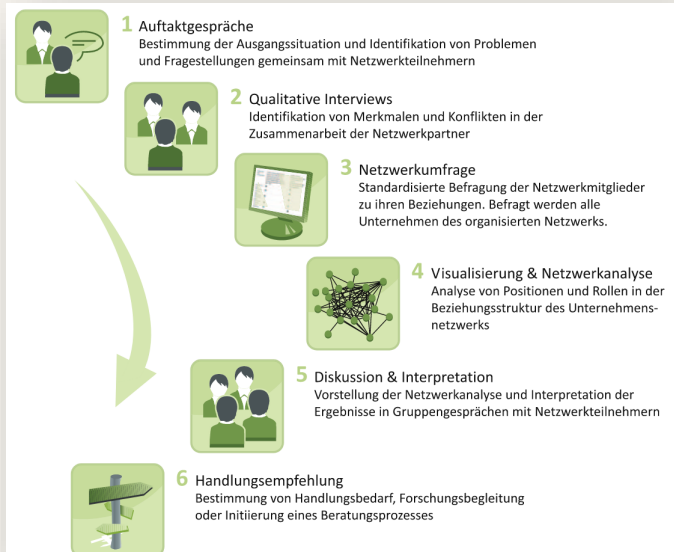 1 Auftaktgespräche
Bestimmung der Ausgangssituation und Identifikation von Problemen
und Fragestellungen gemeinsam mit Netzwerkteilnehmern
2 Qualitative Interviews
Identifikation von Merkmalen und Konflikten in der
Zusammenarbeit der Netzwerkpartner
3 Netzwerkumfrage
Standardisierte Befragung der Netzwerkmitglieder
zu ihren Beziehungen. Befragt werden alle
Unternehmen des organisierten Netzwerks.
4 Visualisierung & Netzwerkanalyse
Analyse von Positionen und Rollen in der
Beziehungsstruktur des Unternehmens-
netzwerks
5 Diskussion & Interpretation
Vorstellung der Netzwerkanalyse und Interpretation der
Ergebnisse in Gruppengesprächen mit Netzwerkteilnehmern
6 Handlungsempfehlung
Bestimmung von Handlungsbedarf, Forschungsbegleitung
oder Initiierung eines Beratungsprozesses